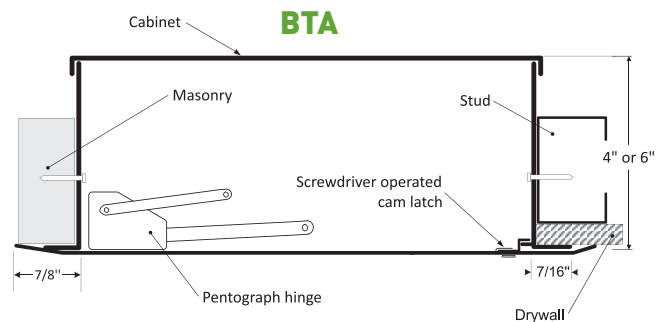 BTA
Cabinet
Masonry
Stud
4" or 6"
Screwdriver operated
cam latch
7/8"
7/16"
Pentograph hinge
Drywall